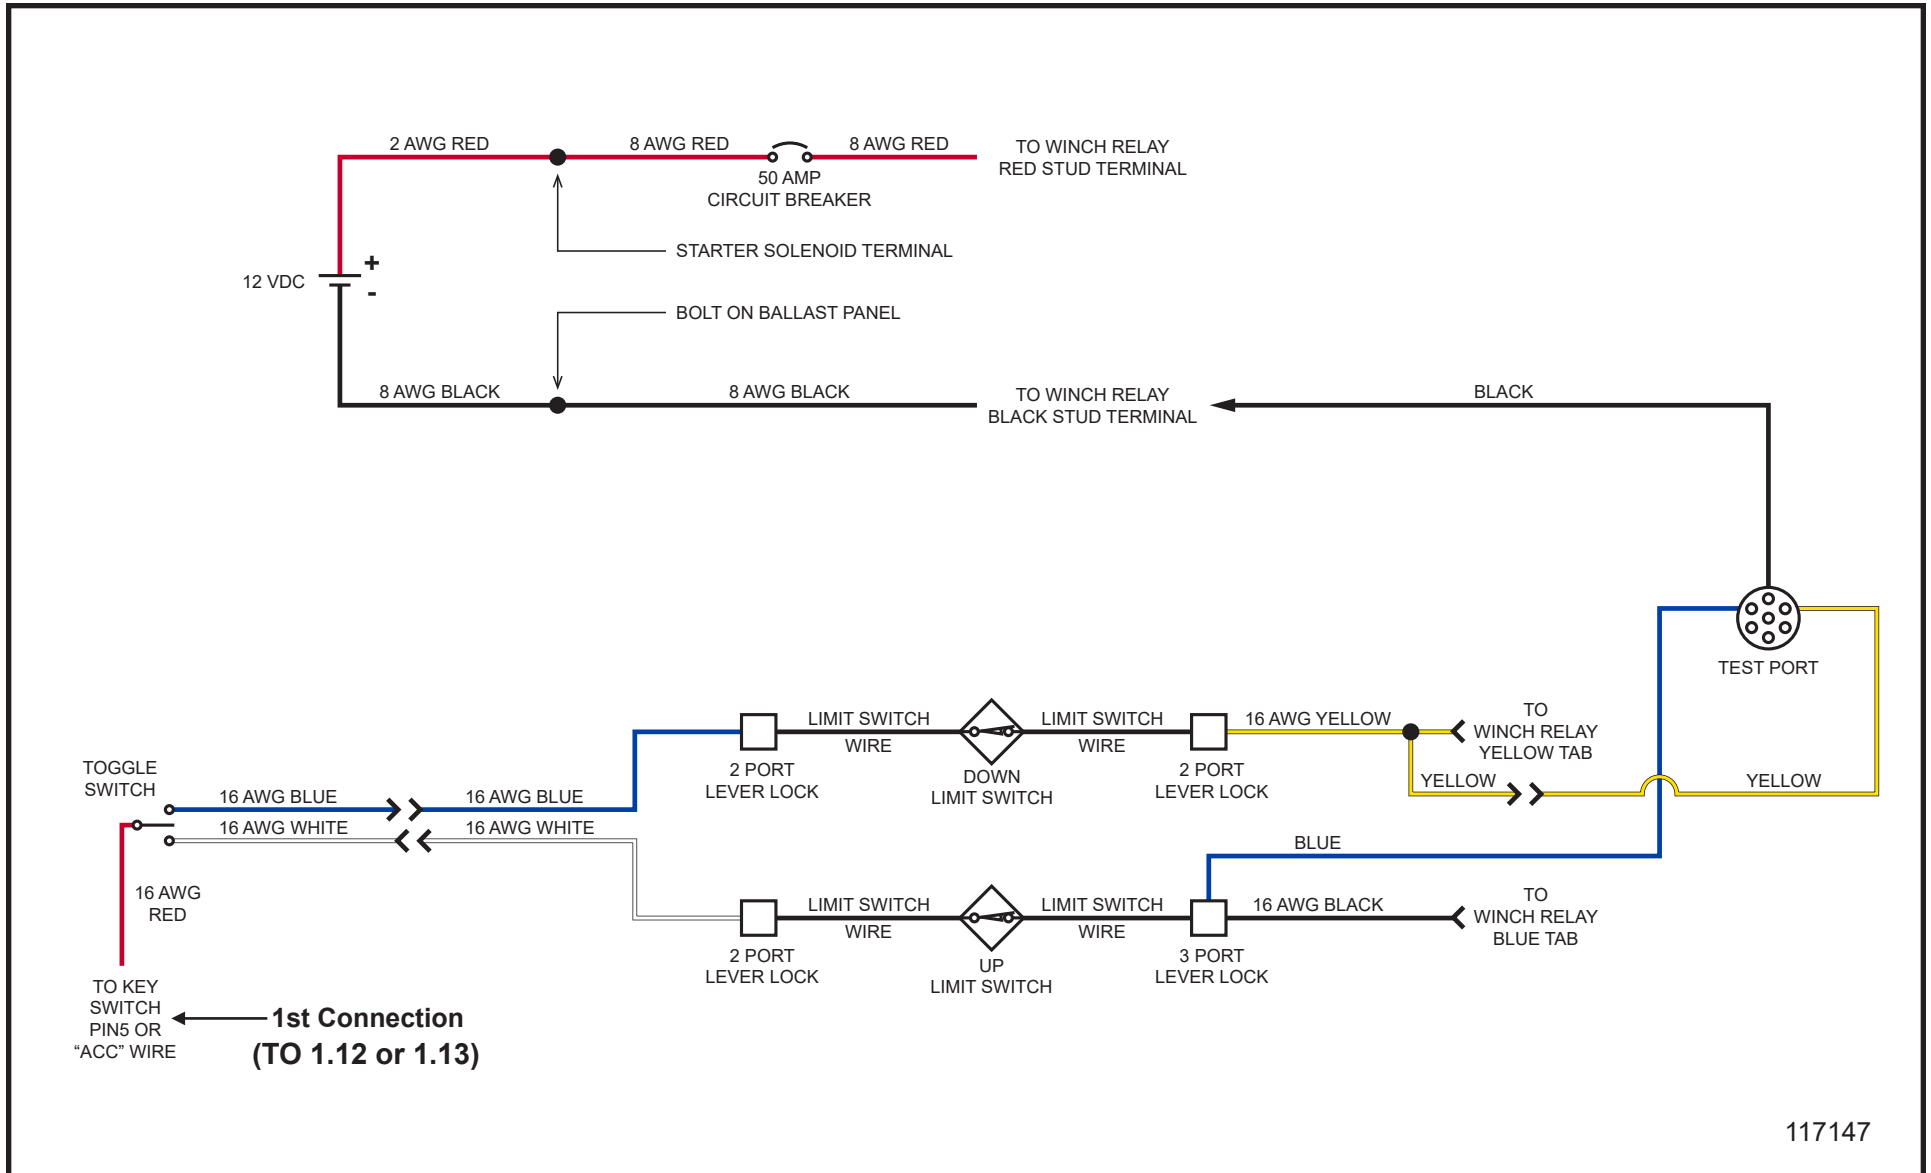 2 AWG RED
8 AWG RED
8 AWG RED
TO WINCH RELAY
RED STUD TERMINAL
50 AMP
CIRCUIT BREAKER
STARTER SOLENOID TERMINAL
12 VDC
+
-
BOLT ON BALLAST PANEL
8 AWG BLACK
8 AWG BLACK
TO WINCH RELAY
BLACK STUD TERMINAL
BLACK
TEST PORT
TOGGLE
SWITCH
16 AWG BLUE
16 AWG BLUE
16 AWG WHITE
16 AWG WHITE
16 AWG
RED
TO KEY
SWITCH
PIN5 OR
“ACC” WIRE
1st Connection
(TO 1.12 or 1.13)
2 PORT
LEVER LOCK
LIMIT SWITCH
WIRE
DOWN
LIMIT SWITCH
LIMIT SWITCH
WIRE
2 PORT
LEVER LOCK
16 AWG YELLOW
TO
WINCH RELAY
YELLOW TAB
YELLOW
YELLOW
BLUE
2 PORT
LEVER LOCK
LIMIT SWITCH
WIRE
UP
LIMIT SWITCH
LIMIT SWITCH
WIRE
3 PORT
LEVER LOCK
16 AWG BLACK
TO
WINCH RELAY
BLUE TAB
117147